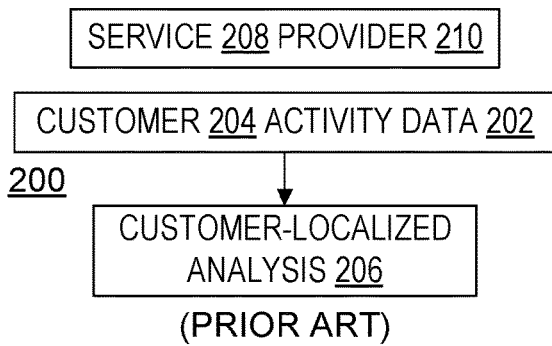 SERVICE 208 PROVIDER 210
CUSTOMER 204 ACTIVITY DATA 202
200
CUSTOMER-LOCALIZED
ANALYSIS 206
(PRIOR ART)